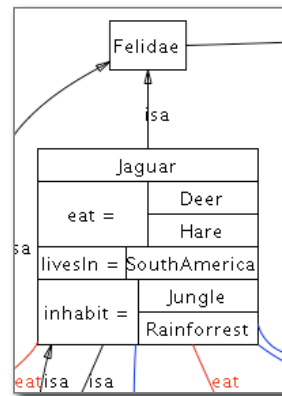 Felidae
isa
Jaguar
eat =
Deer
Hare
livesIn =
SouthAmerica
inhabit =
Jungle
Rainforrest
sa
eat
isa
isa
eat